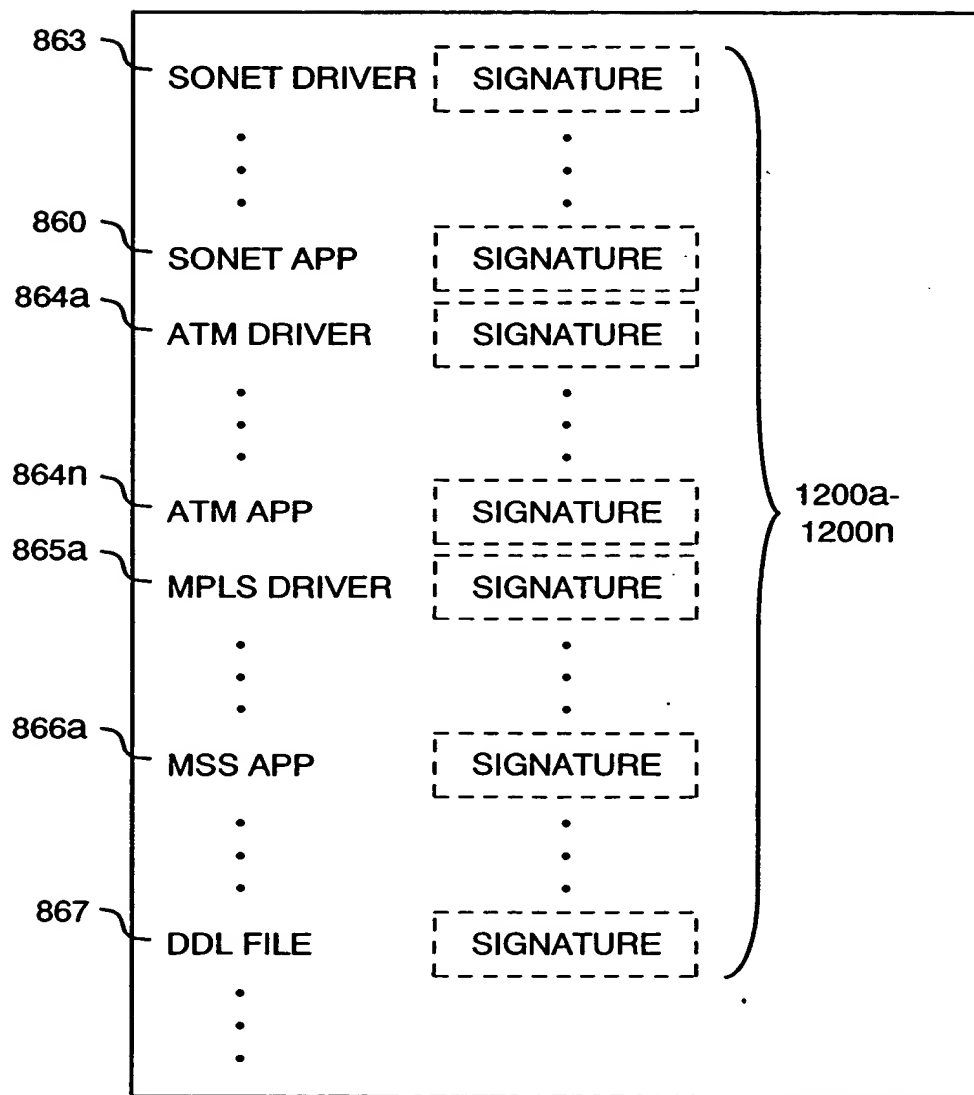 863
SONET DRIVER SIGNATURE
860
SONET APP SIGNATURE
864a
ATM DRIVER SIGNATURE
864n
ATM APP SIGNATURE
1200a-
1200n
865a
MPLS DRIVER SIGNATURE
866a
MSS APP SIGNATURE
867
DDL FILE SIGNATURE